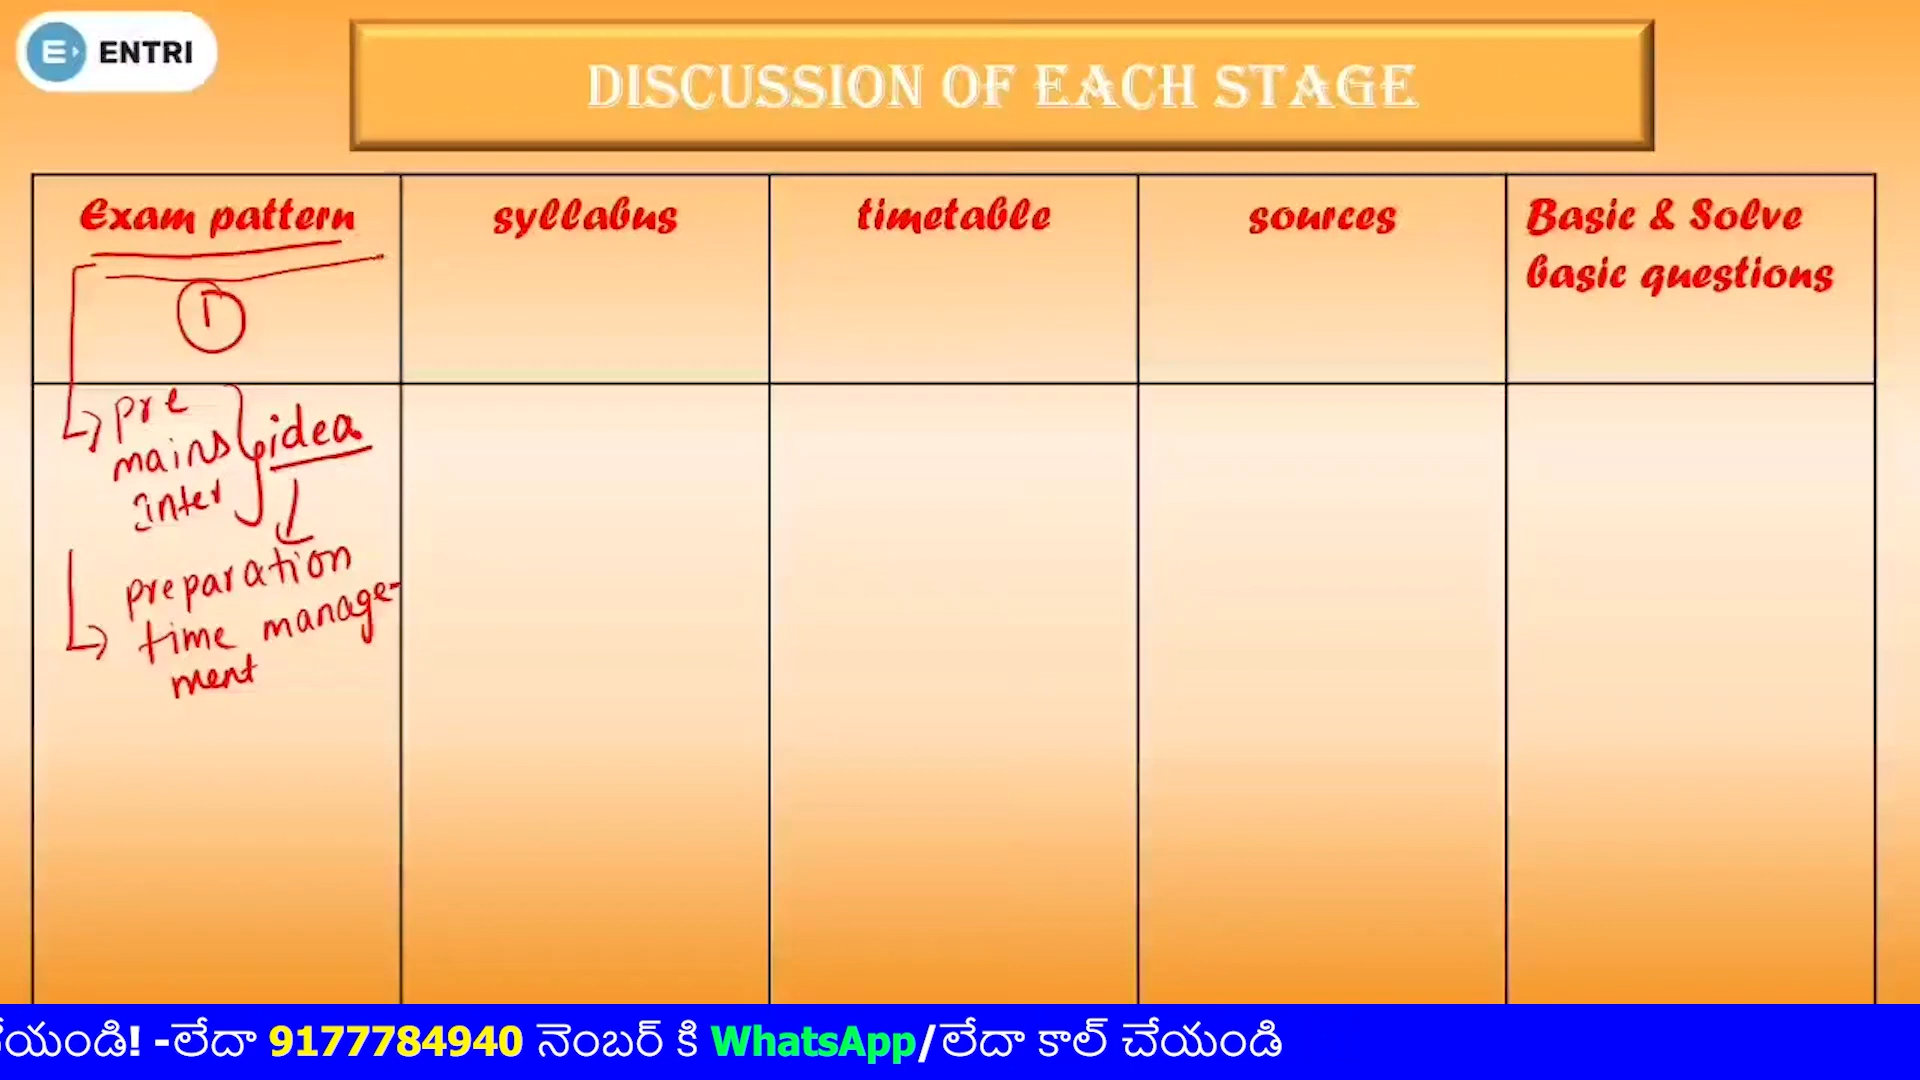 ENTRI
DISCUSSION OF EACH STAGE
Exam pattern
syllabus
timetable
sources
Basic & Solve
basic questions
1
pre
mains
inter
idea
preparation
time manage-
ment
చేయండి! -లేదా 9177784940 నెంబర్ కి WhatsApp/లేదా కాల్ చేయండి